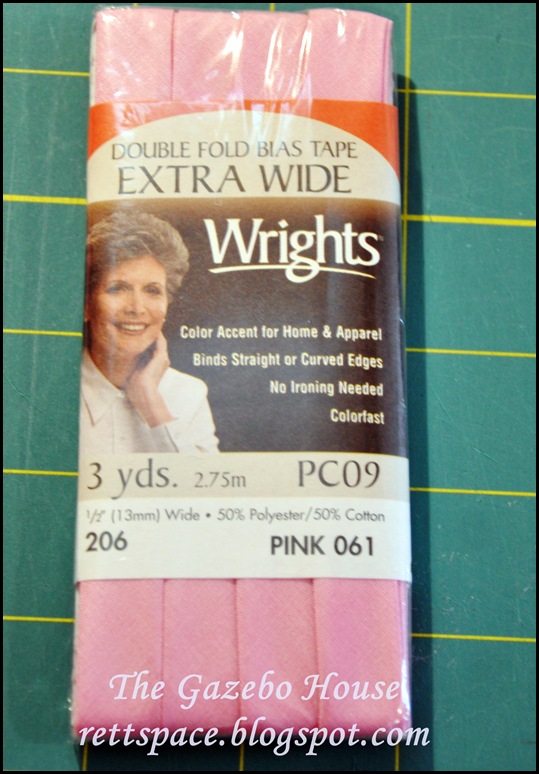 DOUBLE FOLD BIAS TAPE
EXTRA WIDE
Wrights™
Color Accent for Home & Apparel
Binds Straight or Curved Edges
No Ironing Needed
Colorfast
3 yds. 2.75m PC09
1/2" (13mm) Wide • 50% Polyester/50% Cotton
206 PINK 061
The Gazebo House
rettspace.blogspot.com